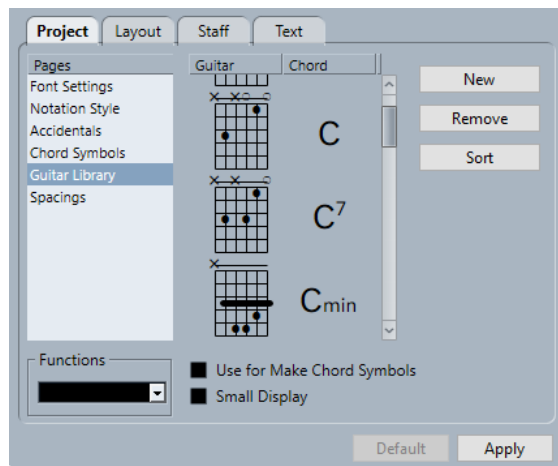 Project Layout Staff Text
Pages Guitar Chord
Font Settings
Notation Style
Accidentals
Chord Symbols
Guitar Library
Spacings
x x o o
C
x x o
C7
x
Cmin
New
Remove
Sort
Functions
Use for Make Chord Symbols
Small Display
Default Apply